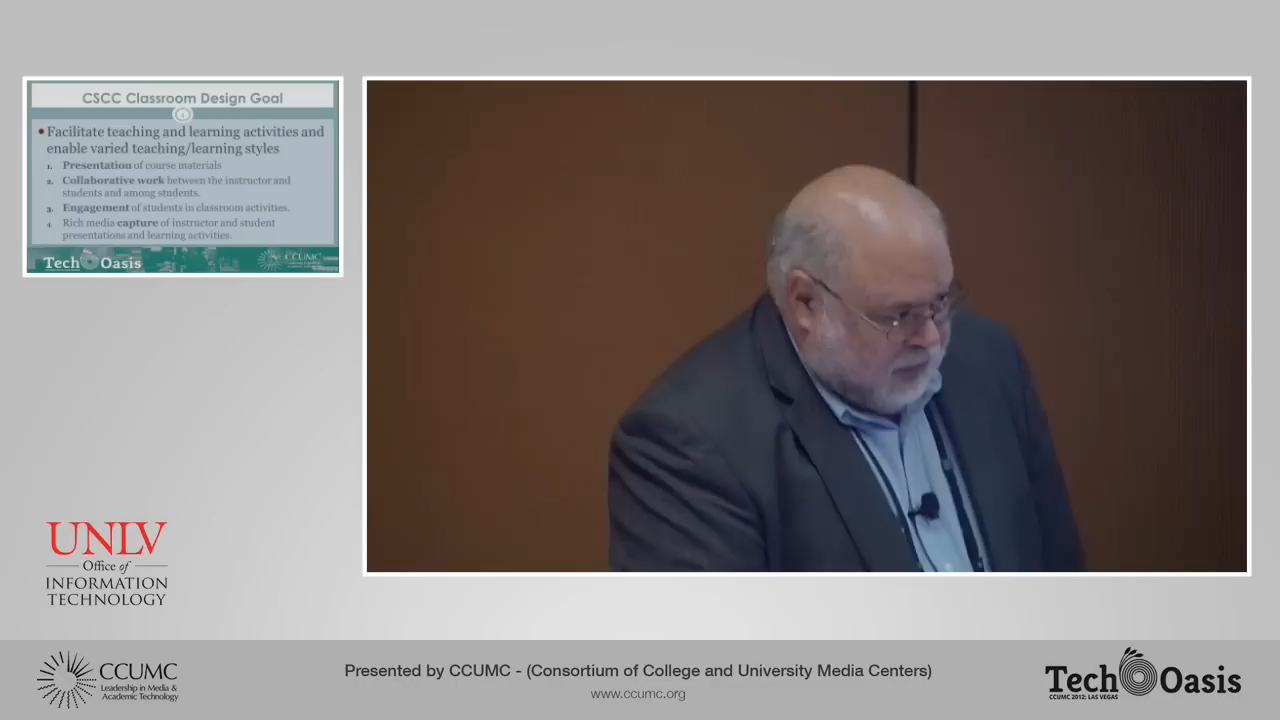 CSCC Classroom Design Goal
Facilitate teaching and learning activities and
enable varied teaching/learning styles
1. Presentation of course materials
2. Collaborative work between the instructor and
students and among students.
3. Engagement of students in classroom activities.
4. Rich media capture of instructor and student
presentations and learning activities.
Tech Oasis
CCUMC
UNLV
Office of
INFORMATION
TECHNOLOGY
CCUMC
Leadership in Media &
Academic Technology
Presented by CCUMC - (Consortium of College and University Media Centers)
www.ccumc.org
Tech Oasis
CCUMC 2012: LAS VEGAS